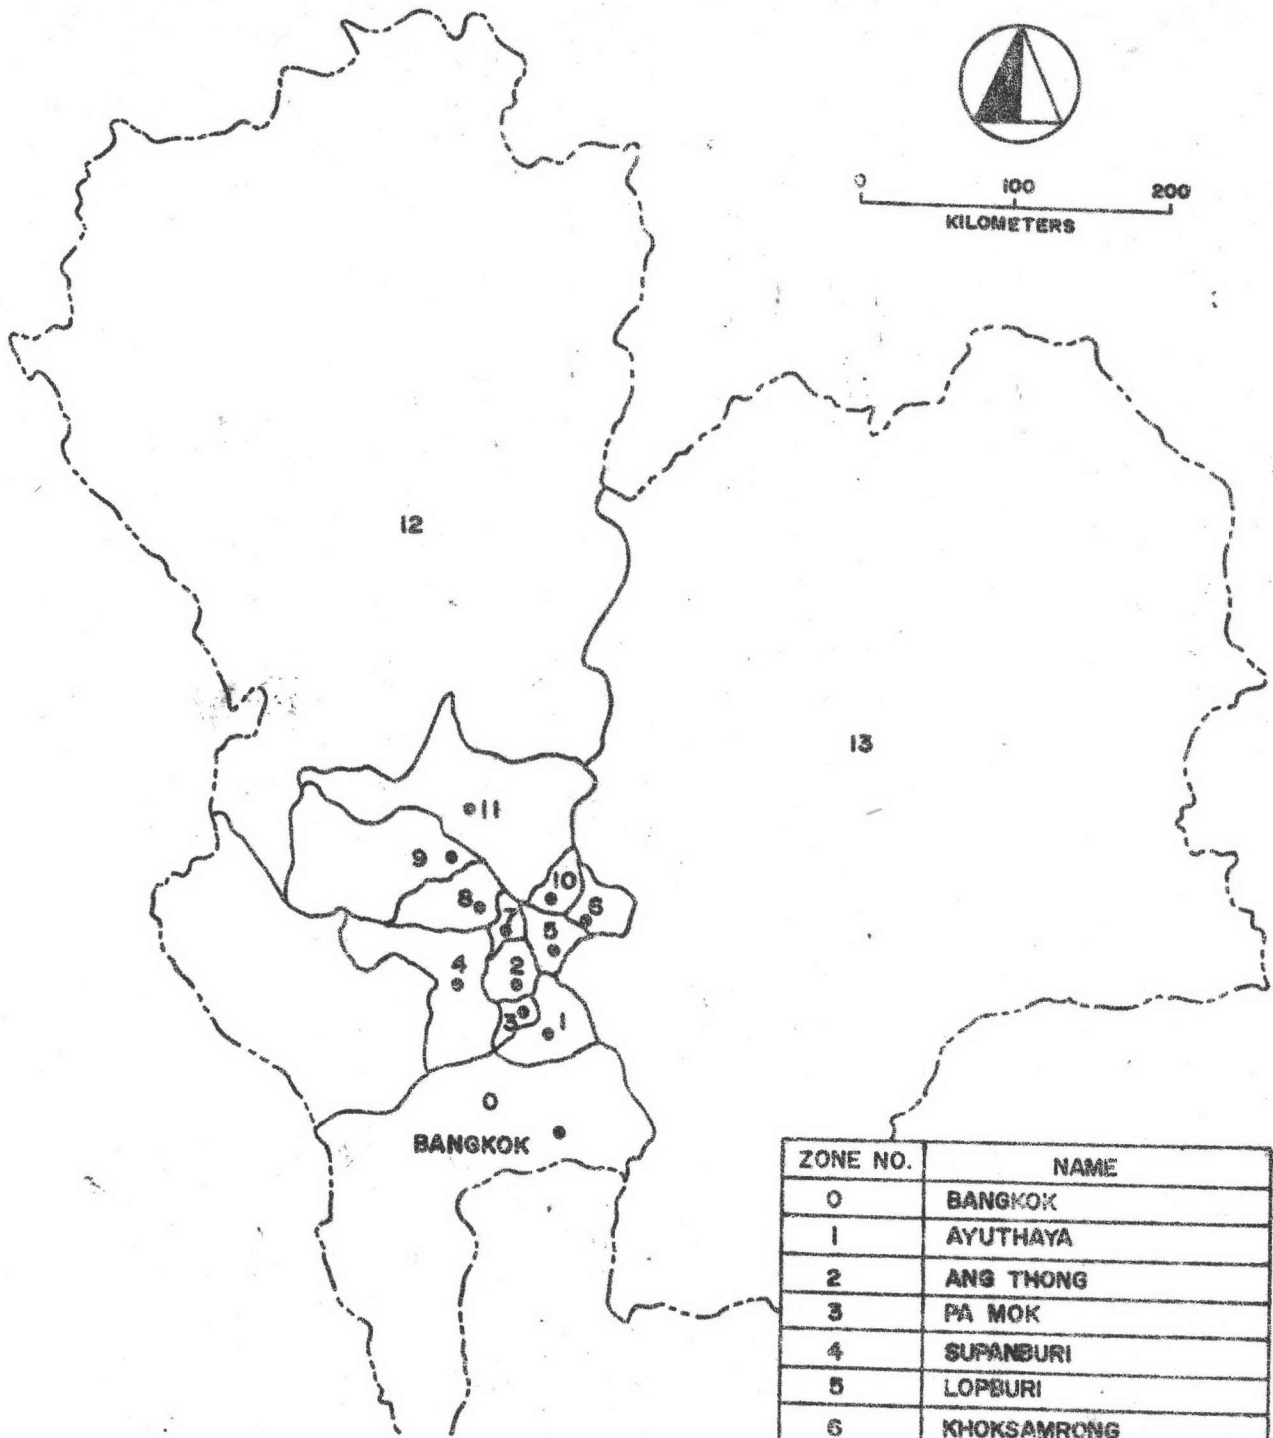 0 100 200
KILOMETERS
12
13
11
9
10
8
6
7
5
4
2
3
1
0
BANGKOK
ZONE NO. NAME
0 BANGKOK
1 AYUTHAYA
2 ANG THONG
3 PA MOK
4 SUPANBURI
5 LOPBURI
6 KHOKSAMRONG